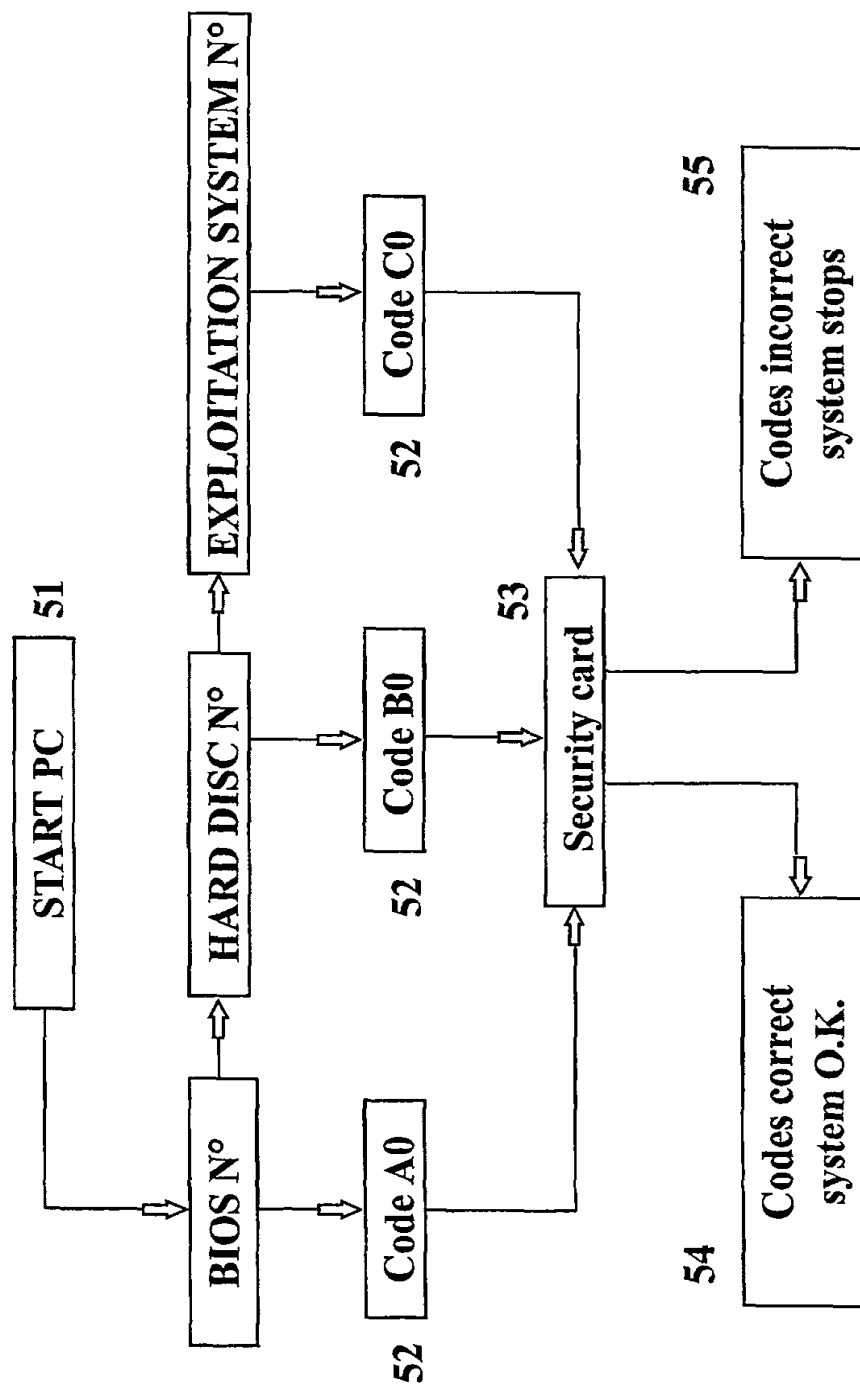 START PC
51
BIOS N°
HARD DISC N°
EXPLOITATION SYSTEM N°
52
Code A0
52
Code B0
52
Code C0
Security card
53
54
Codes correct
system O.K.
Codes incorrect
system stops
55